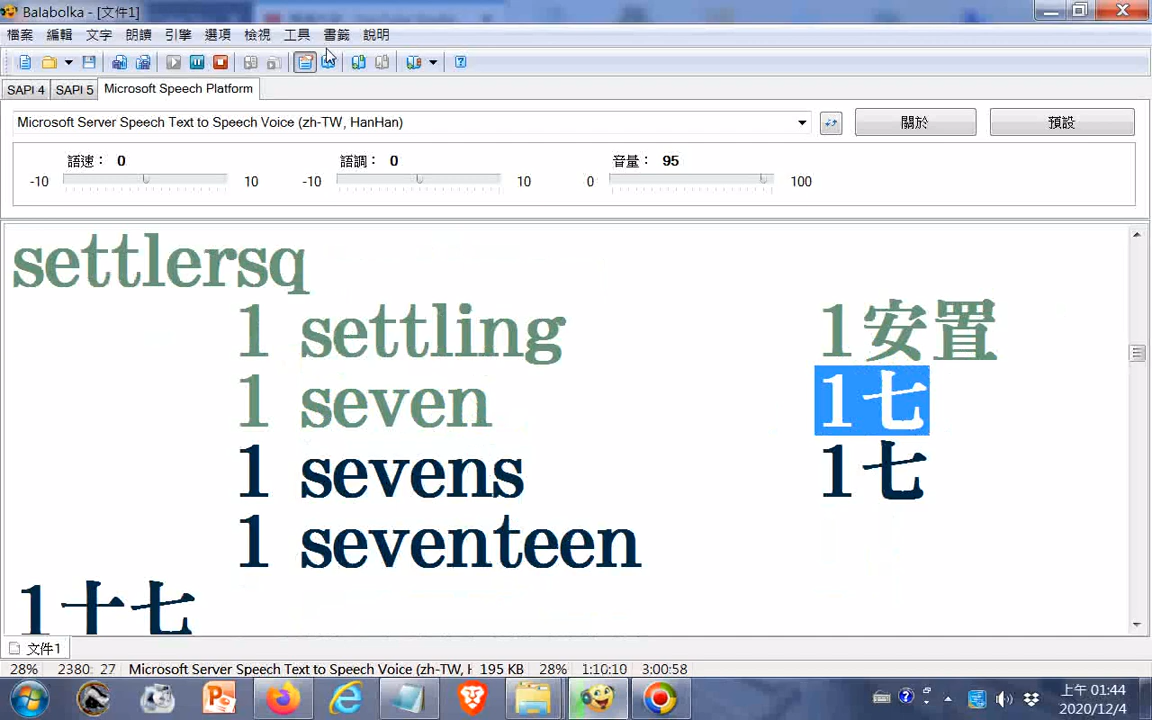 Balabolka - [文件1]
檔案 編輯 文字 朗讀 引擎 選項 檢視 工具 書籤 說明
SAPI 4 SAPI 5 Microsoft Speech Platform
Microsoft Server Speech Text to Speech Voice (zh-TW, HanHan) 關於 預設
語速： 0 語調： 0 音量： 95
-10 10 -10 10 0 100
settlersq
1 settling 1安置
1 seven 1七
1 sevens 1七
1 seventeen
1十七
文件1
28% 2380: 27 Microsoft Server Speech Text to Speech Voice (zh-TW, H 195 KB 28% 1:10:10 3:00:58
上午 01:44
2020/12/4